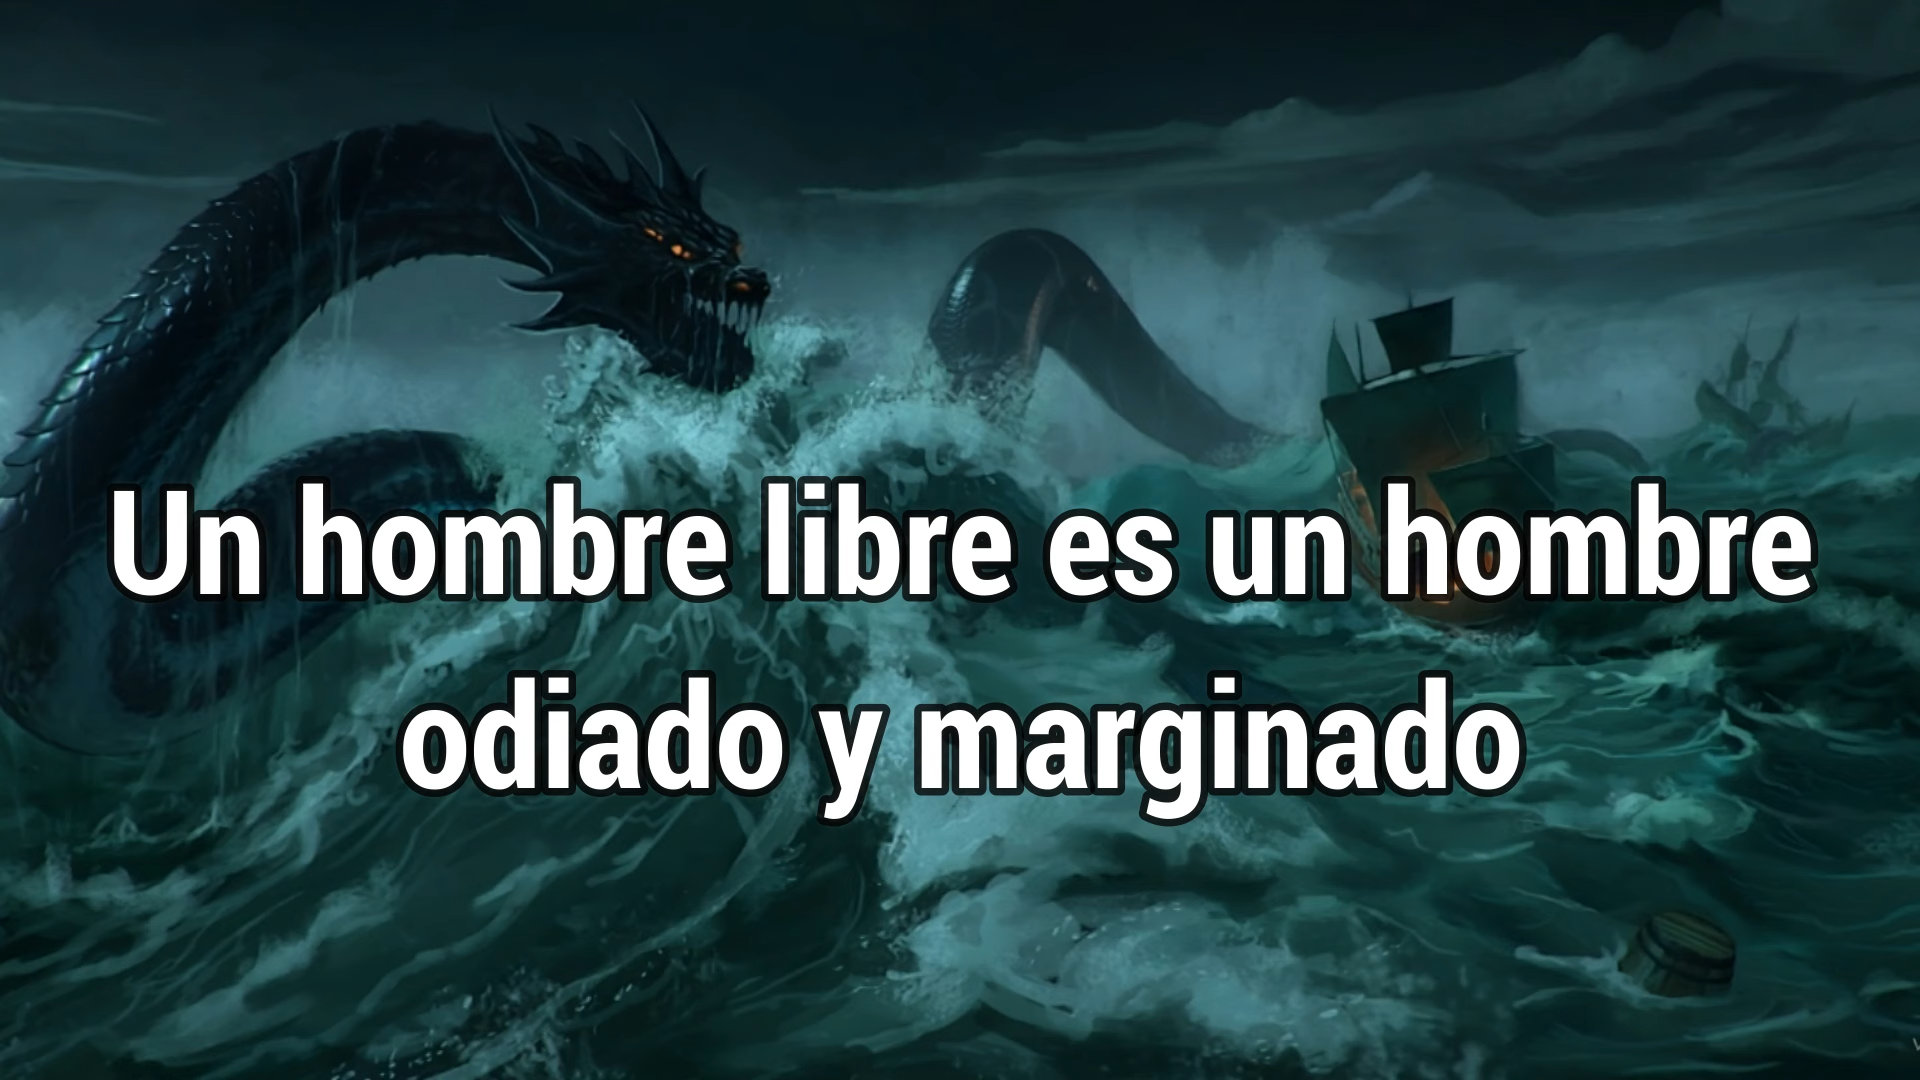 Un hombre libre es un hombre
odiado y marginado